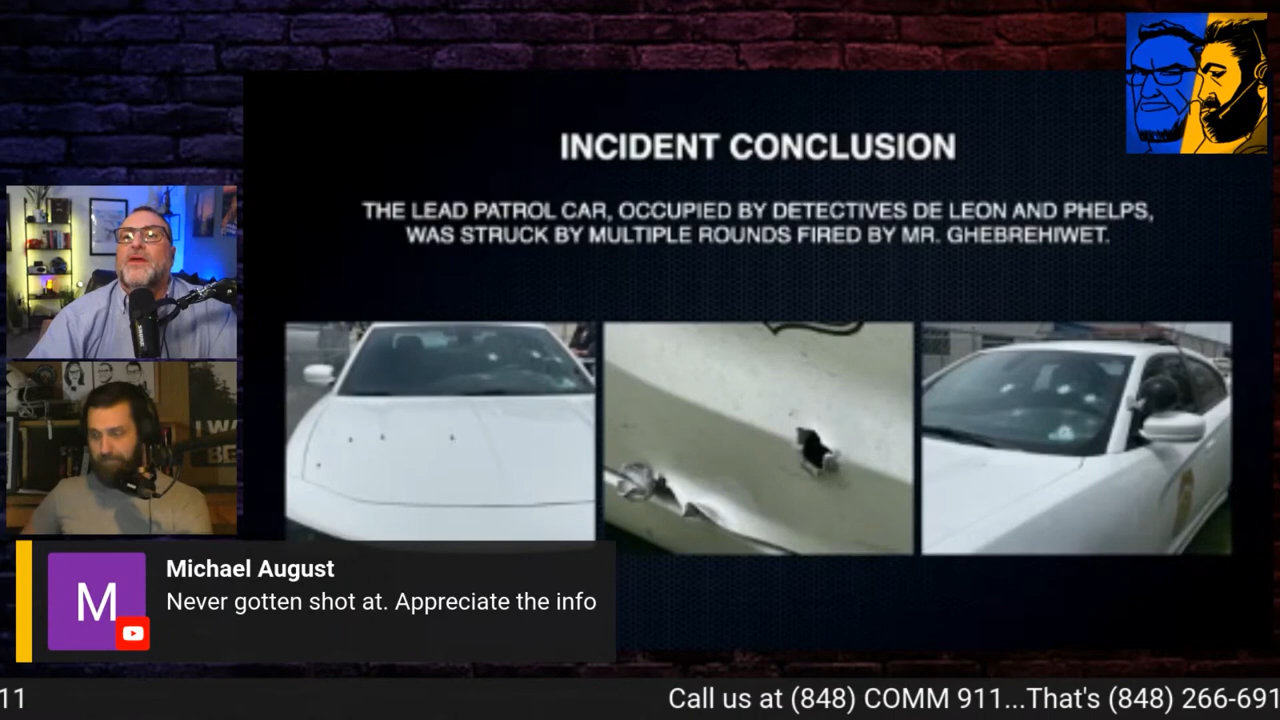 INCIDENT CONCLUSION
THE LEAD PATROL CAR, OCCUPIED BY DETECTIVES DE LEON AND PHELPS,
WAS STRUCK BY MULTIPLE ROUNDS FIRED BY MR. GHEBREHIWET.
I WA
BE
M
Michael August
Never gotten shot at. Appreciate the info
11
Call us at (848) COMM 911...That's (848) 266-691